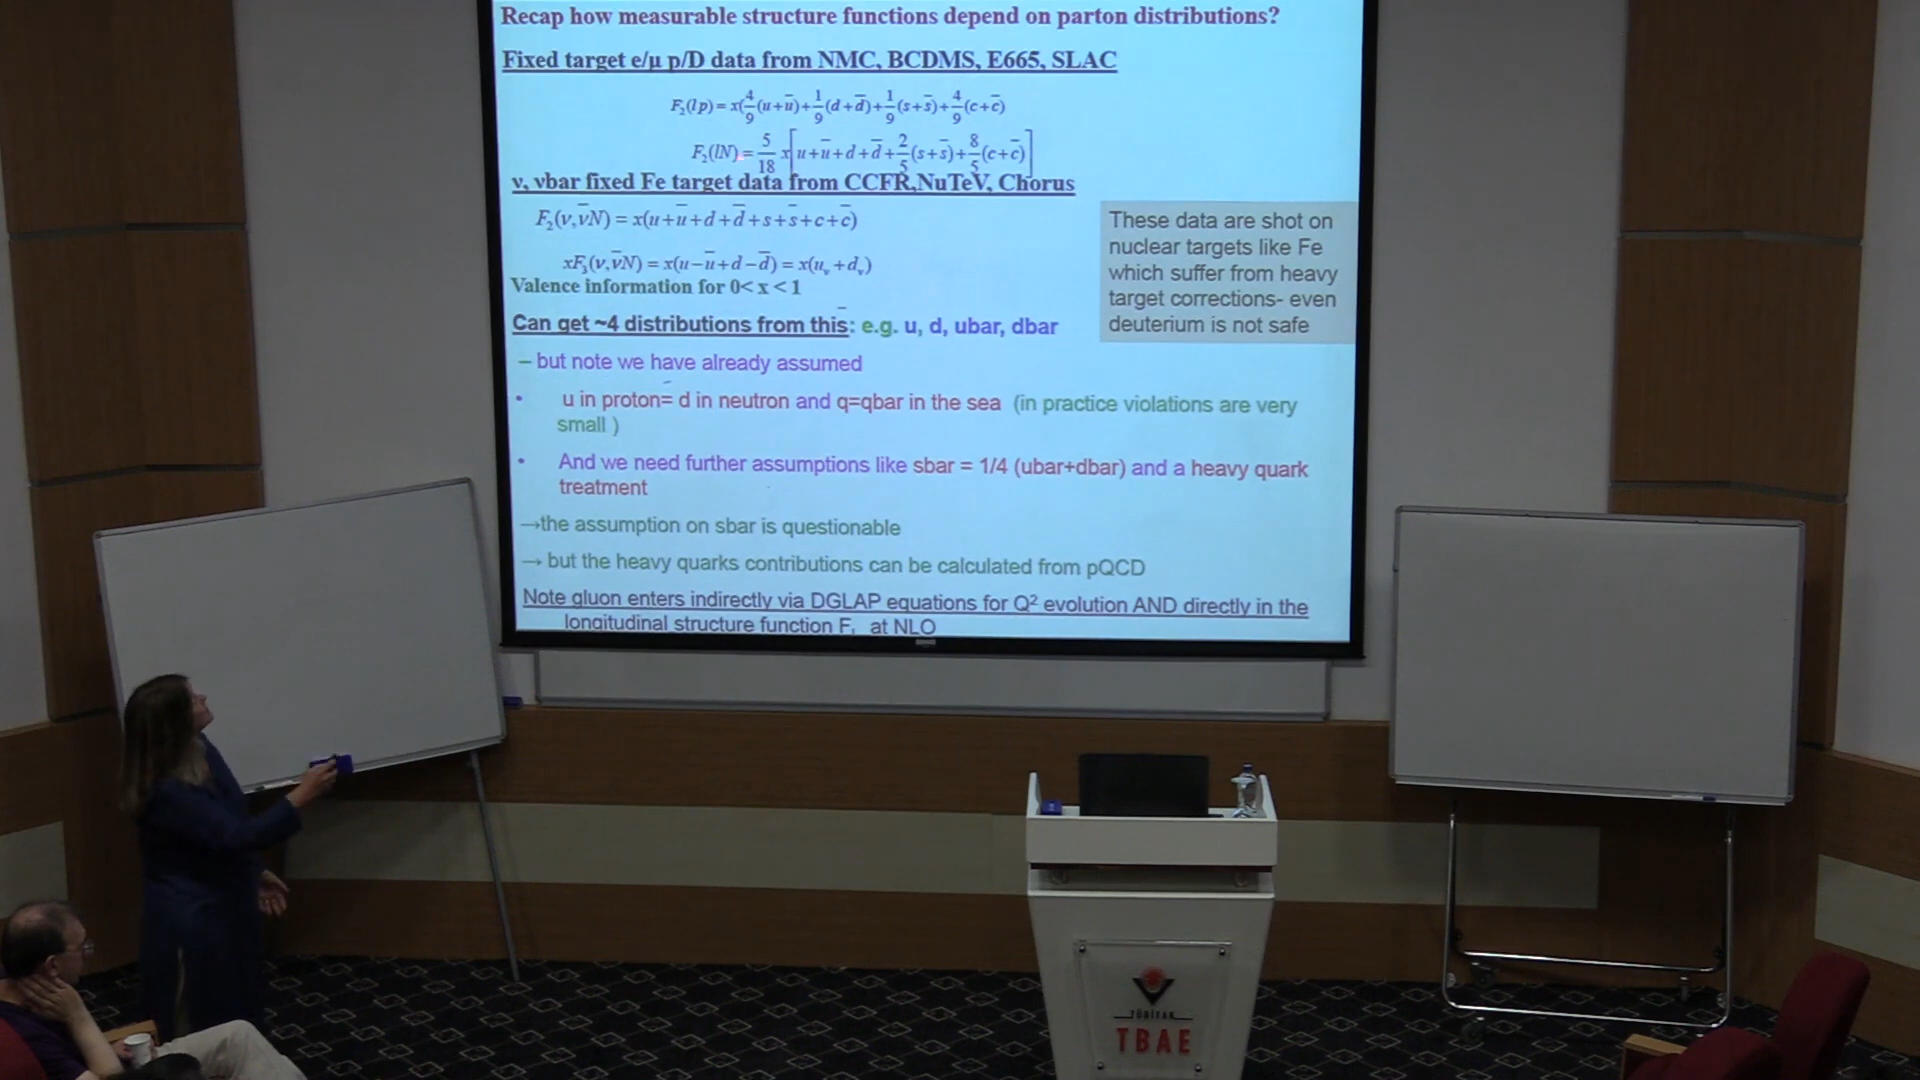 Recap how measurable structure functions depend on parton distributions?
Fixed target e/μ p/D data from NMC, BCDMS, E665, SLAC
F₂(lp) = x(4/9(u+ū)+1/9(d+d̄)+1/9(s+s̄)+4/9(c+c̄)
F₂(lN) = 5/18 x[u+ū+d+d̄+2/5(s+s̄)+8/5(c+c̄)]
ν, νbar fixed Fe target data from CCFR,NuTeV, Chorus
F₂(ν,ν̄N) = x(u+ū+d+d̄+s+s̄+c+c̄)
xF₃(ν,ν̄N) = x(u−ū+d−d̄) = x(uᵥ+dᵥ)
Valence information for 0< x < 1
These data are shot on
nuclear targets like Fe
which suffer from heavy
target corrections- even
deuterium is not safe
Can get ~4 distributions from this: e.g. u, d, ubar, dbar
– but note we have already assumed
• u in proton= d in neutron and q=qbar in the sea (in practice violations are very
small )
• And we need further assumptions like sbar = 1/4 (ubar+dbar) and a heavy quark
treatment
→the assumption on sbar is questionable
→ but the heavy quarks contributions can be calculated from pQCD
Note gluon enters indirectly via DGLAP equations for Q² evolution AND directly in the
longitudinal structure function F_L at NLO
TÜBİTAK
TBAE